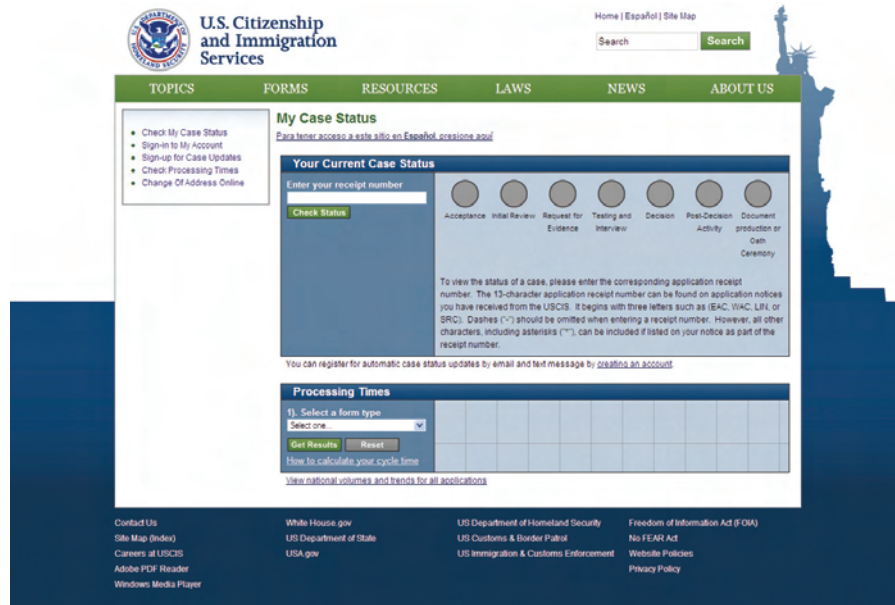 U.S. Citizenship
and Immigration
Services
Home | Español | Site Map
Search
Search
TOPICS FORMS RESOURCES LAWS NEWS ABOUT US
Check My Case Status
Sign-in to My Account
Sign-up for Case Updates
Check Processing Times
Change Of Address Online
My Case Status
Para tener acceso a este sitio en Español, presione aquí
Your Current Case Status
Enter your receipt number
Check Status
Acceptance
Initial Review
Request for
Evidence
Testing and
Interview
Decision
Post-Decision
Activity
Document
production or
Oath
Ceremony
To view the status of a case, please enter the corresponding application receipt
number. The 13-character application receipt number can be found on application notices
you have received from the USCIS. It begins with three letters such as (EAC, WAC, LIN, or
SRC). Dashes ("-") should be omitted when entering a receipt number. However, all other
characters, including asterisks ("*"), can be included if listed on your notice as part of the
receipt number.
You can register for automatic case status updates by email and text message by creating an account.
Processing Times
1). Select a form type
Select one...
Get Results Reset
How to calculate your cycle time
View national volumes and trends for all applications
Contact Us
Site Map (Index)
Careers at USCIS
Adobe PDF Reader
Windows Media Player
White House.gov
US Department of State
USA.gov
US Department of Homeland Security
US Customs & Border Patrol
US Immigration & Customs Enforcement
Freedom of Information Act (FOIA)
No FEAR Act
Website Policies
Privacy Policy